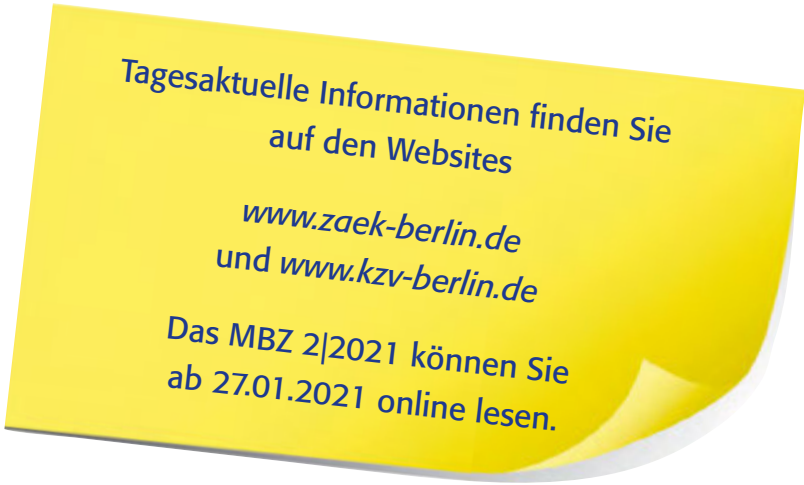 Tagesaktuelle Informationen finden Sie
auf den Websites
www.zaek-berlin.de
und www.kzv-berlin.de
Das MBZ 2|2021 können Sie
ab 27.01.2021 online lesen.